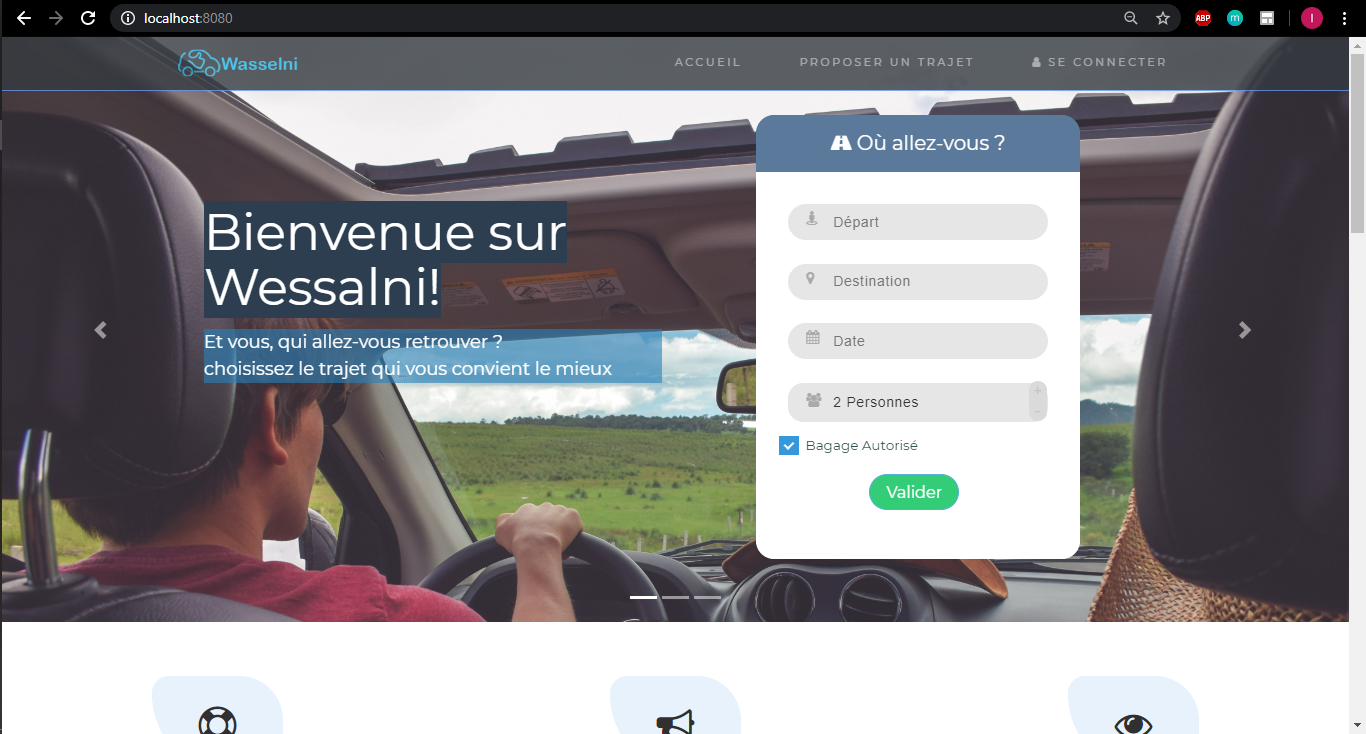 localhost:8080
ABP
m
I
Wasselni
ACCUEIL
PROPOSER UN TRAJET
SE CONNECTER
Où allez-vous ?
Bienvenue sur
Wessalni!
Et vous, qui allez-vous retrouver ?
choisissez le trajet qui vous convient le mieux
Départ
Destination
Date
2 Personnes
Bagage Autorisé
Valider